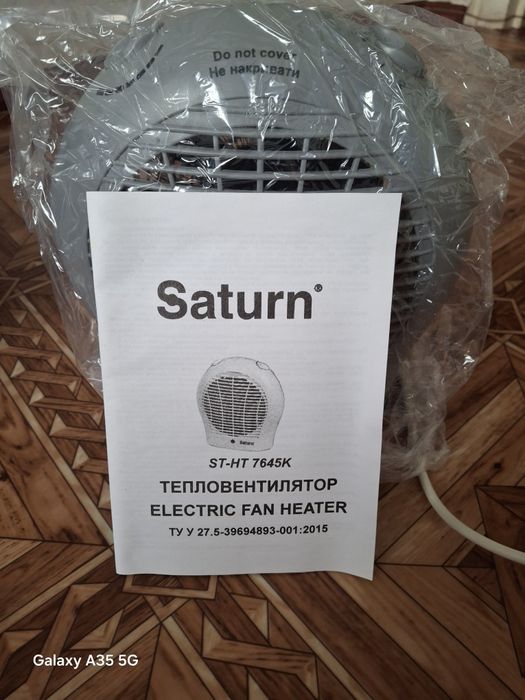 Do not cover
Не накривати
Saturn®
Saturn
ST-HT 7645K
ТЕПЛОВЕНТИЛЯТОР
ELECTRIC FAN HEATER
ТУ У 27.5-39694893-001:2015
Galaxy A35 5G